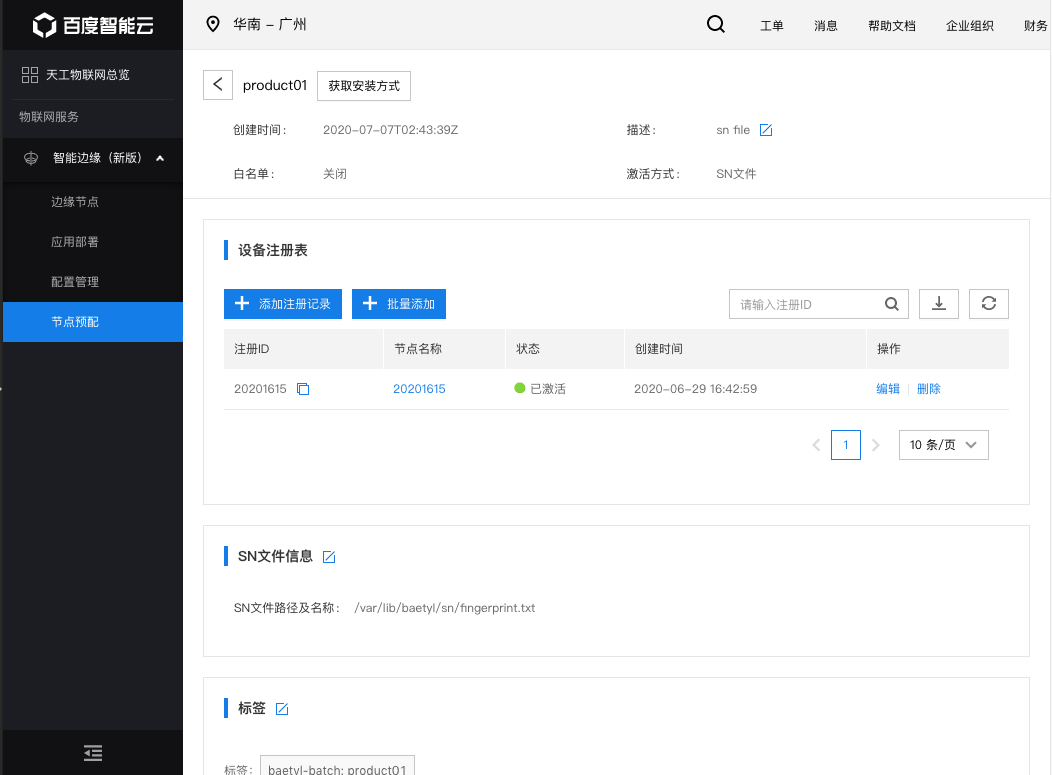 百度智能云
华南 – 广州
工单 消息 帮助文档 企业组织 财务
天工物联网总览
物联网服务
智能边缘（新版）
边缘节点
应用部署
配置管理
节点预配
product01 获取安装方式
创建时间： 2020-07-07T02:43:39Z 描述： sn file
白名单： 关闭 激活方式： SN文件
设备注册表
添加注册记录 批量添加 请输入注册ID
注册ID 节点名称 状态 创建时间 操作
20201615 20201615 已激活 2020-06-29 16:42:59 编辑 删除
1 10 条/页
SN文件信息
SN文件路径及名称： /var/lib/baetyl/sn/fingerprint.txt
标签
标签： baetyl-batch: product01